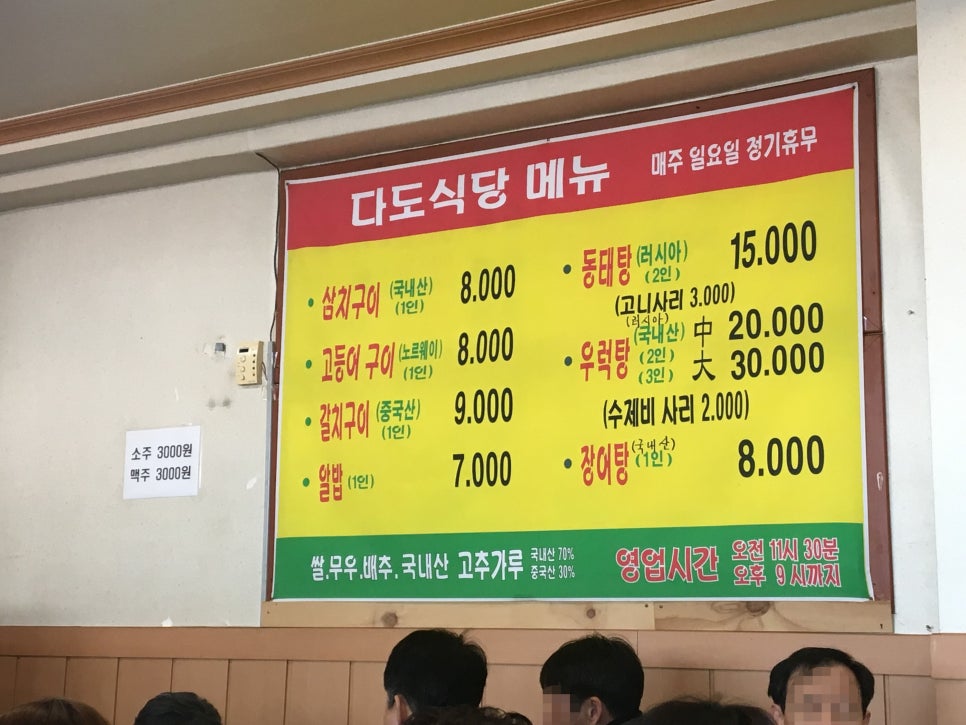 다도식당 메뉴 매주 일요일 정기휴무
• 삼치구이 (국내산) (1인) 8.000
• 고등어 구이 (노르웨이) (1인) 8.000
• 갈치구이 (중국산) (1인) 9.000
• 알밥 (1인) 7.000
• 동태탕 (러시아) (2인) 15.000
(고니사리 3.000)
(러시아)
• 우럭탕 (국내산) (2인) 中 20.000
(3인) 大 30.000
(수제비 사리 2.000)
• 장어탕 (국내산) (1인) 8.000
쌀.무우.배추. 국내산 고추가루 국내산 70% 중국산 30%
영업시간 오전 11시 30분
오후 9시까지
소주 3000원
맥주 3000원